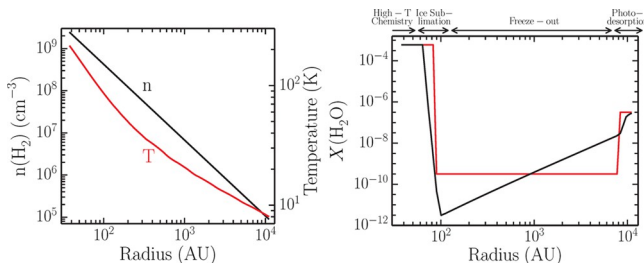 High-T Ice Sub- Photo-
Chemistry limation Freeze-out desorption
10^9
10^8
10^7
10^6
10^5
n(H₂) (cm⁻³)
n
T
10^2
10^1
Temperature (K)
10^2 10^3 10^4
Radius (AU)
10^-4
10^-6
10^-8
10^-10
10^-12
X(H₂O)
10^2 10^3 10^4
Radius (AU)